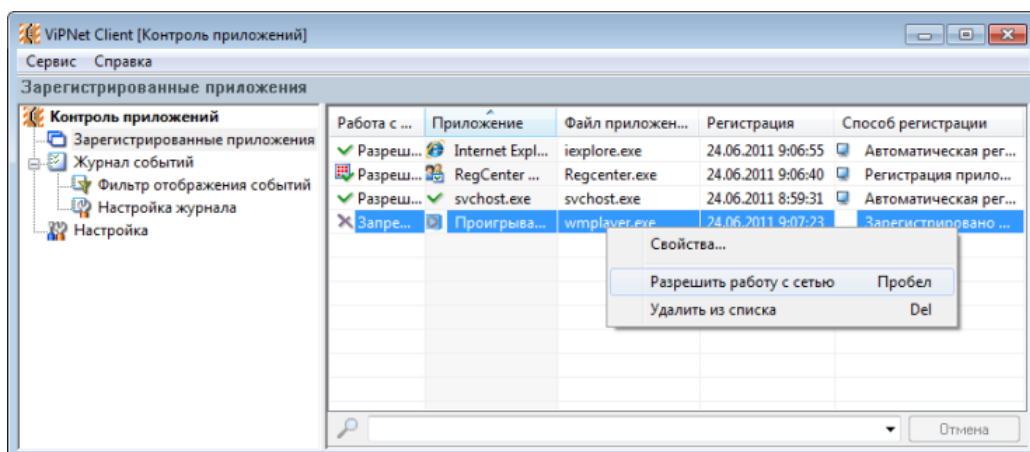 ViPNet Client [Контроль приложений]
Сервис Справка
Зарегистрированные приложения
Контроль приложений
Зарегистрированные приложения
Журнал событий
Фильтр отображения событий
Настройка журнала
Настройка
Работа с ... Приложение Файл приложен... Регистрация Способ регистрации
Разреш... Internet Expl... iexplore.exe 24.06.2011 9:06:55 Автоматическая рег...
Разреш... RegCenter ... Regcenter.exe 24.06.2011 9:06:40 Регистрация прило...
Разреш... svchost.exe svchost.exe 24.06.2011 8:59:31 Автоматическая рег...
Запре... Проигрыва... wmplayer.exe 24.06.2011 9:07:23 Зарегистрировано ...
Свойства...
Разрешить работу с сетью Пробел
Удалить из списка Del
Отмена